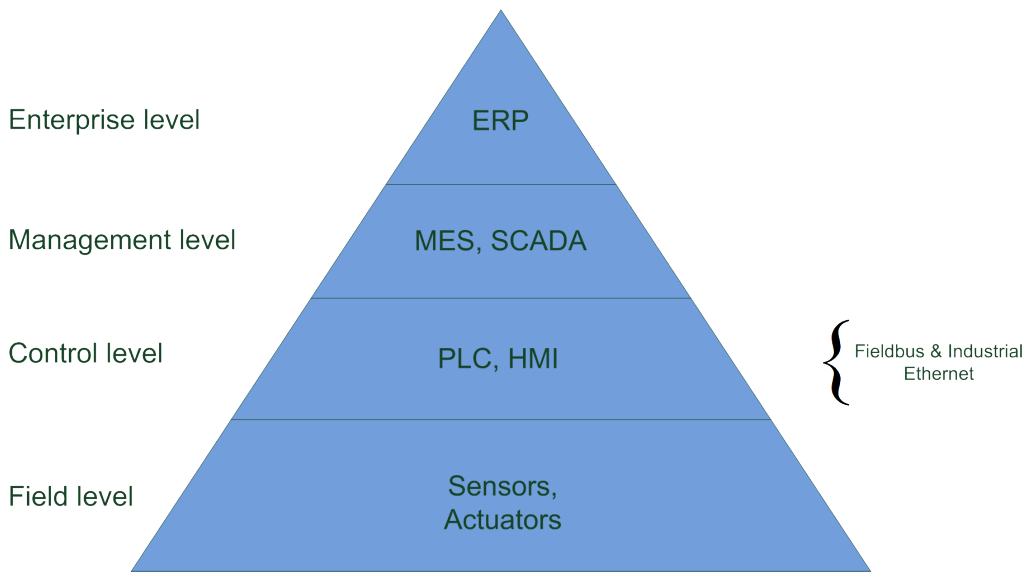 Enterprise level
ERP
Management level
MES, SCADA
Control level
PLC, HMI
Fieldbus & Industrial
Ethernet
Field level
Sensors,
Actuators